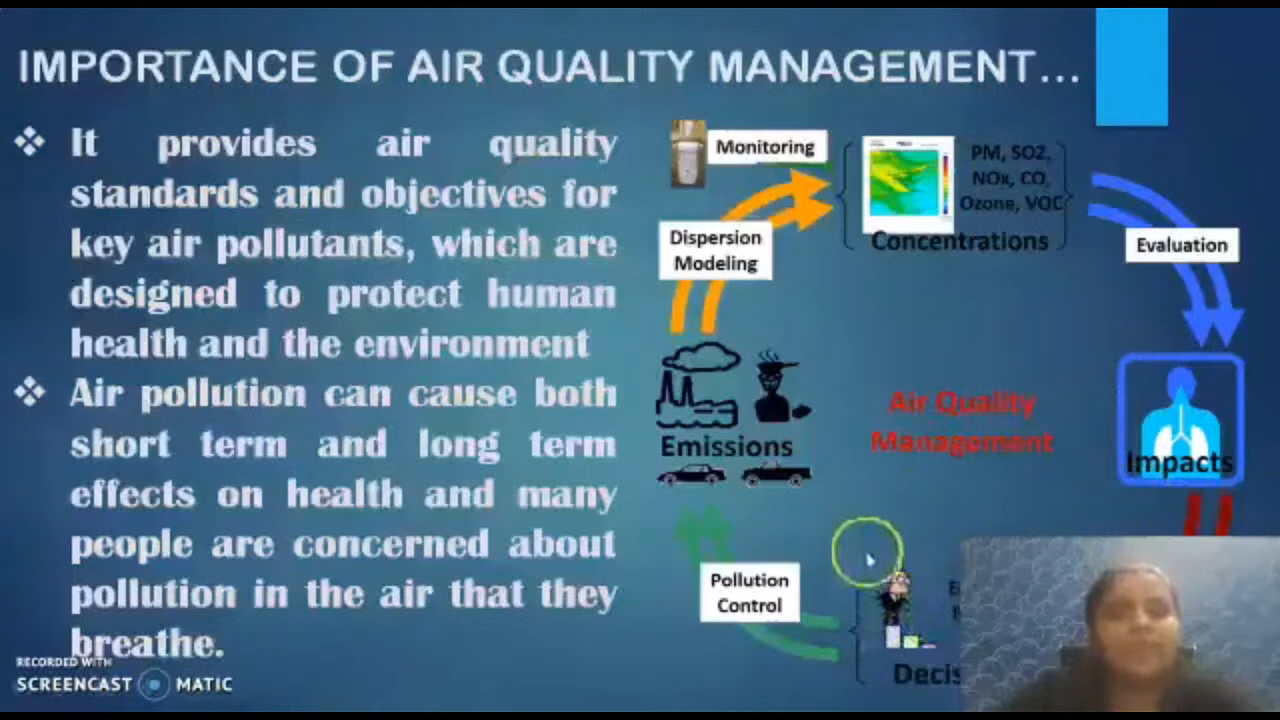 IMPORTANCE OF AIR QUALITY MANAGEMENT...
❖ It provides air quality
standards and objectives for
key air pollutants, which are
designed to protect human
health and the environment
❖ Air pollution can cause both
short term and long term
effects on health and many
people are concerned about
pollution in the air that they
breathe.
Monitoring
PM, SO2,
NOx, CO,
Ozone, VOC
Concentrations
Dispersion
Modeling
Evaluation
Emissions
Air Quality
Management
Impacts
Pollution
Control
Decis
RECORDED WITH
SCREENCAST MATIC